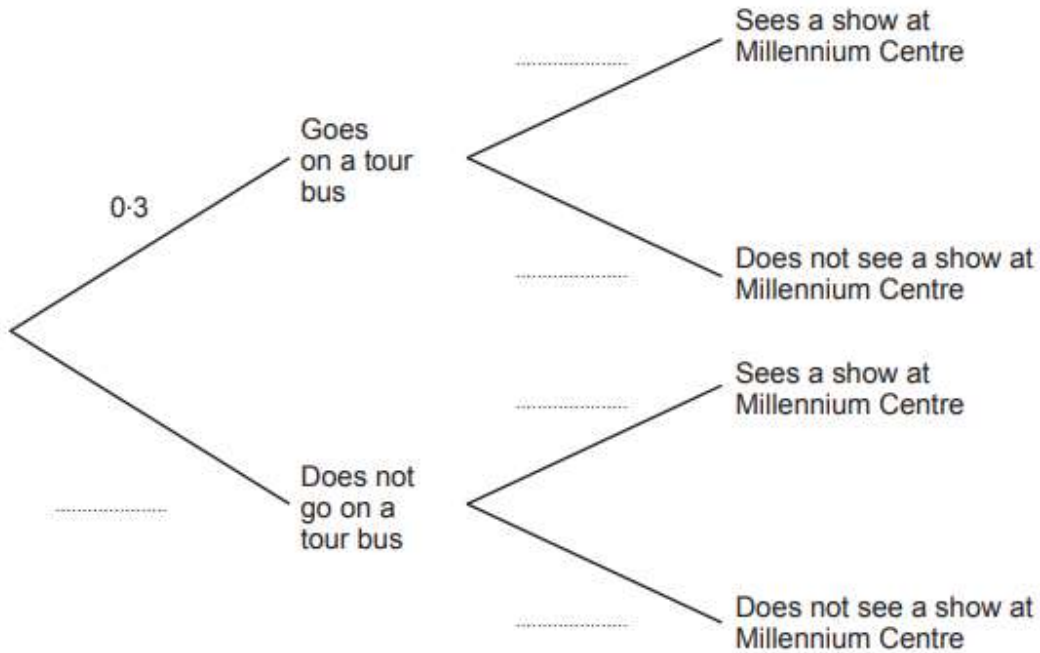 Sees a show at
Millennium Centre
Goes
on a tour
bus
0·3
Does not see a show at
Millennium Centre
Sees a show at
Millennium Centre
Does not
go on a
tour bus
Does not see a show at
Millennium Centre